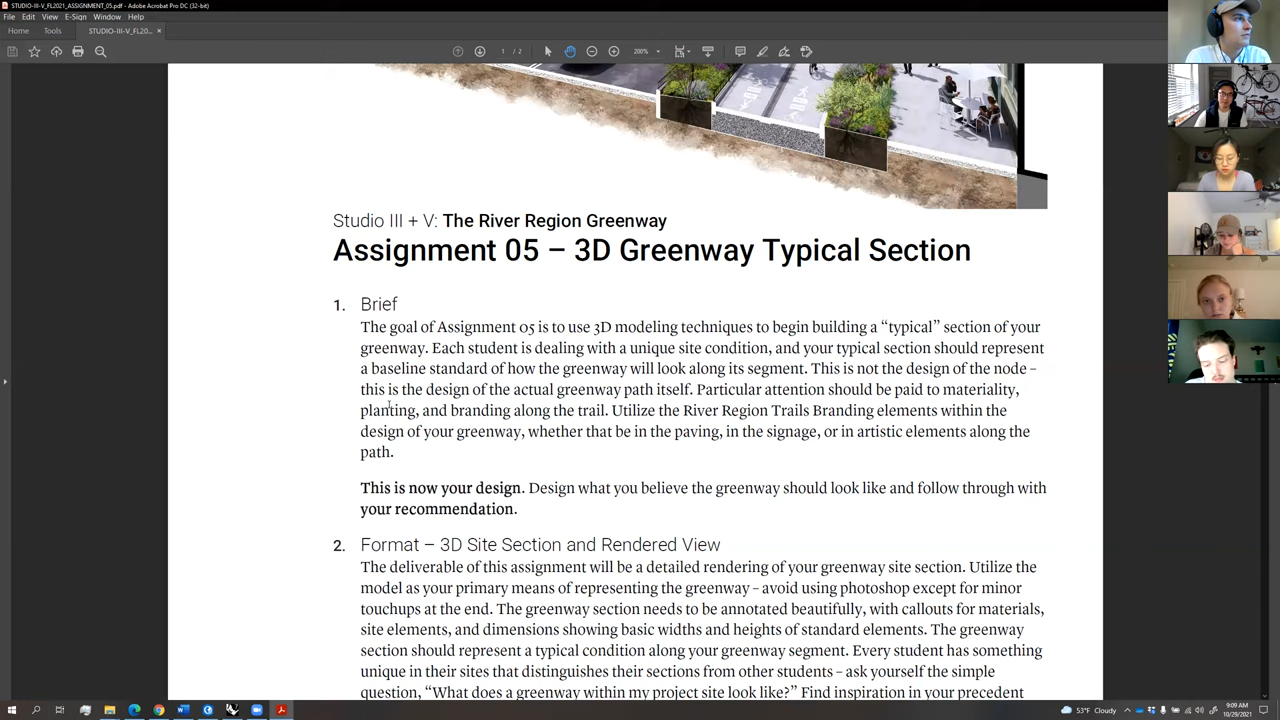 STUDIO-III-V_FL2021_ASSIGNMENT_05.pdf - Adobe Acrobat Pro DC (32-bit)
File Edit View E-Sign Window Help
Home Tools STUDIO-III-V_FL20... ×
1 / 2 200%
Studio III + V: The River Region Greenway
Assignment 05 – 3D Greenway Typical Section
1. Brief
The goal of Assignment 05 is to use 3D modeling techniques to begin building a “typical” section of your
greenway. Each student is dealing with a unique site condition, and your typical section should represent
a baseline standard of how the greenway will look along its segment. This is not the design of the node –
this is the design of the actual greenway path itself. Particular attention should be paid to materiality,
planting, and branding along the trail. Utilize the River Region Trails Branding elements within the
design of your greenway, whether that be in the paving, in the signage, or in artistic elements along the
path.
This is now your design. Design what you believe the greenway should look like and follow through with
your recommendation.
2. Format – 3D Site Section and Rendered View
The deliverable of this assignment will be a detailed rendering of your greenway site section. Utilize the
model as your primary means of representing the greenway – avoid using photoshop except for minor
touchups at the end. The greenway section needs to be annotated beautifully, with callouts for materials,
site elements, and dimensions showing basic widths and heights of standard elements. The greenway
section should represent a typical condition along your greenway segment. Every student has something
unique in their sites that distinguishes their sections from other students – ask yourself the simple
question, “What does a greenway within my project site look like?” Find inspiration in your precedent
53°F Cloudy
9:09 AM
10/29/2021